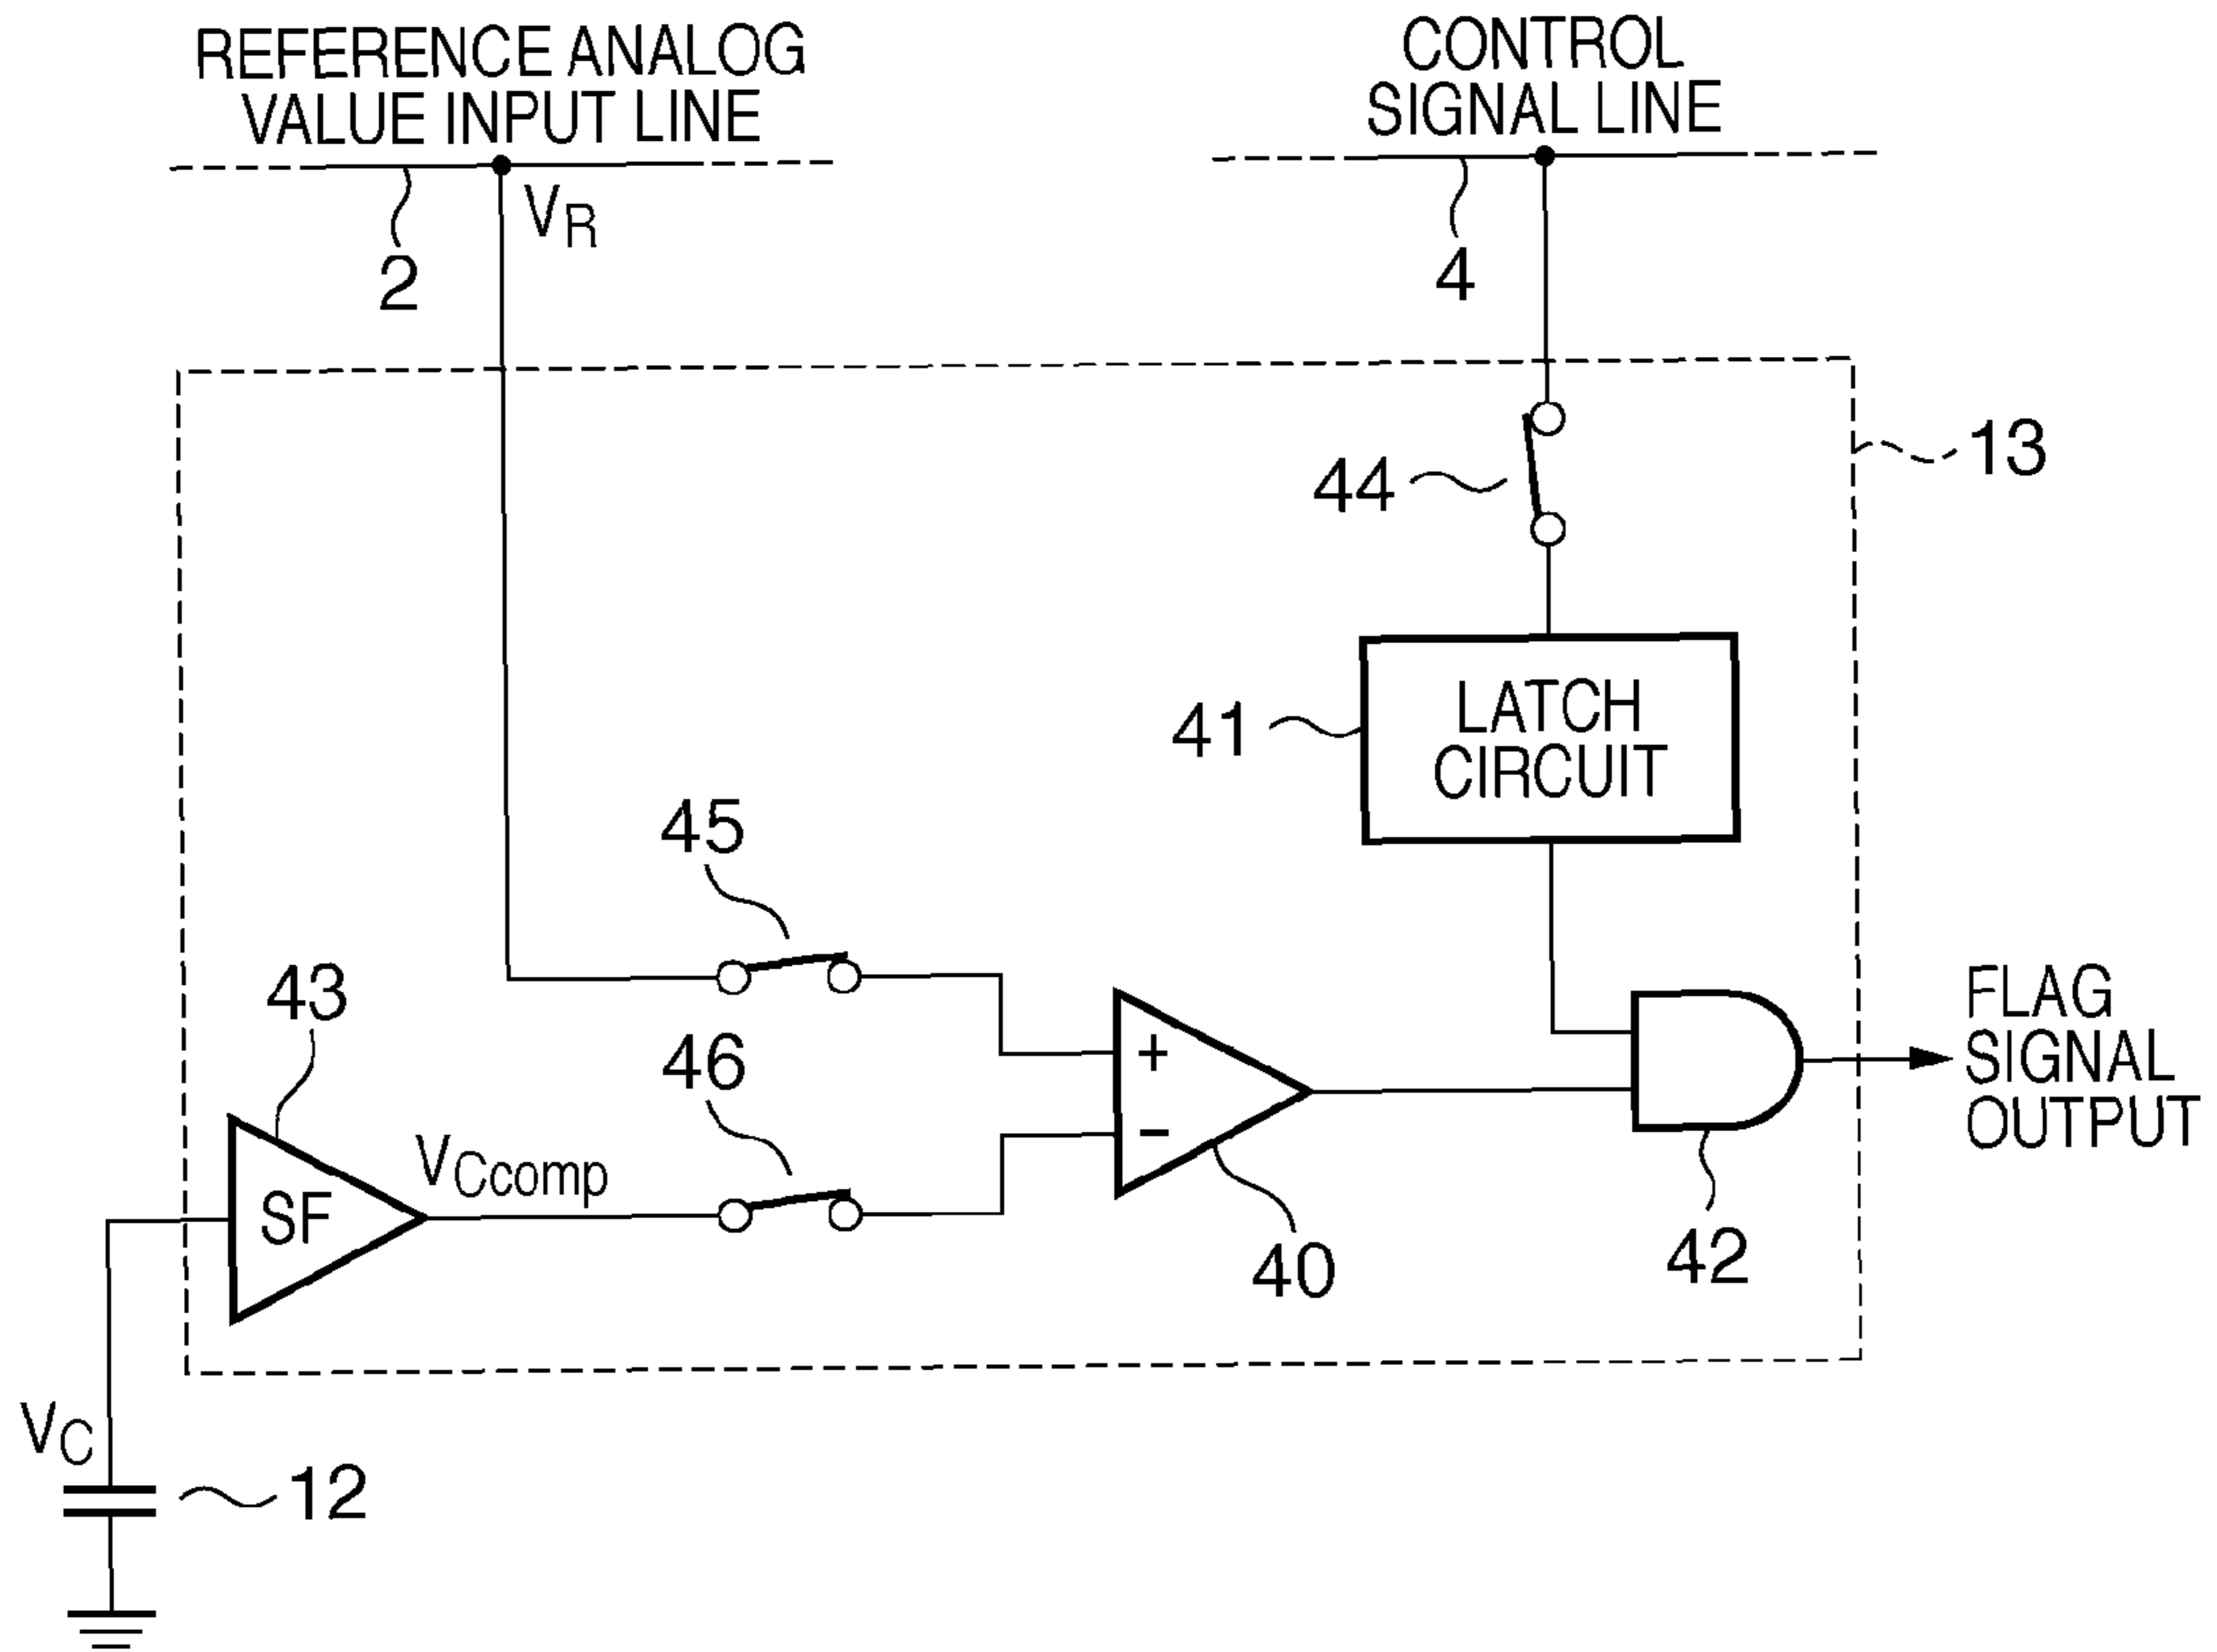 REFERENCE ANALOG
VALUE INPUT LINE
CONTROL
SIGNAL LINE
VR
2
4
13
44
LATCH
CIRCUIT
41
45
43
46
+
−
FLAG
SIGNAL
OUTPUT
SF
VCcomp
40
42
VC
12